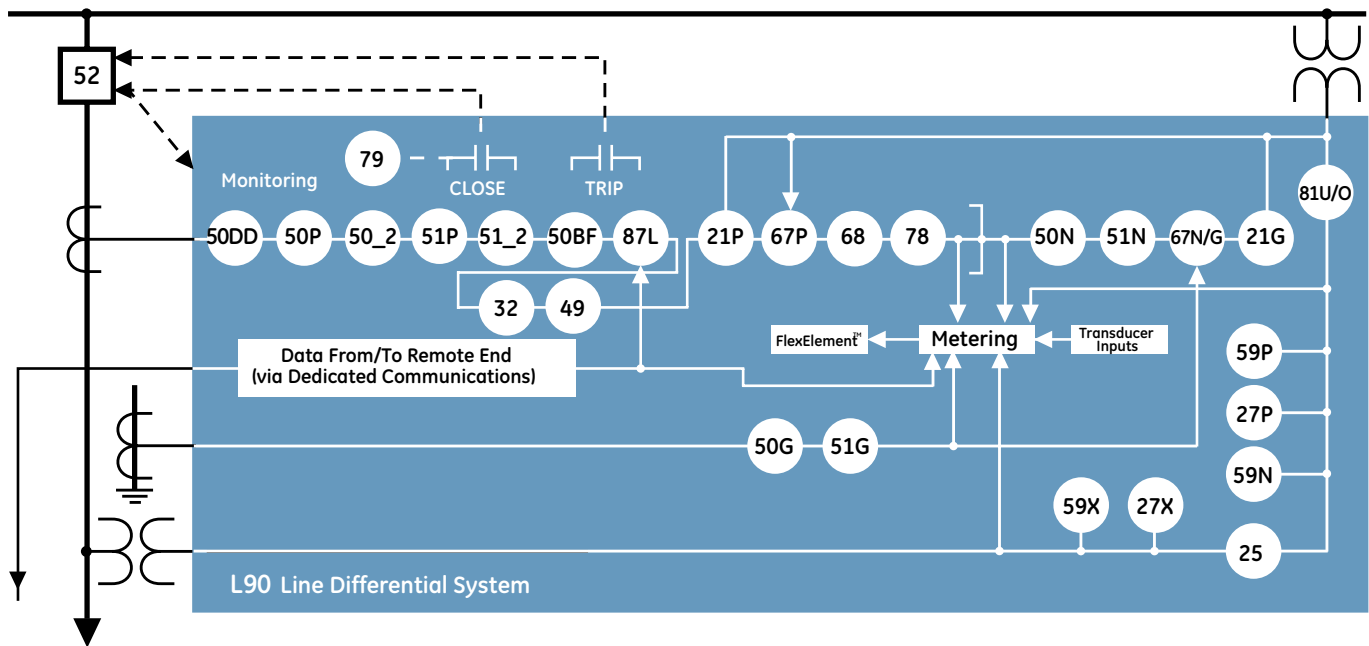 52
79
Monitoring
CLOSE
TRIP
81U/O
50DD
50P
50_2
51P
51_2
50BF
87L
21P
67P
68
78
50N
51N
67N/G
21G
32
49
FlexElement™
Metering
Transducer
Inputs
Data From/To Remote End
(via Dedicated Communications)
59P
27P
50G
51G
59N
59X
27X
25
L90 Line Differential System